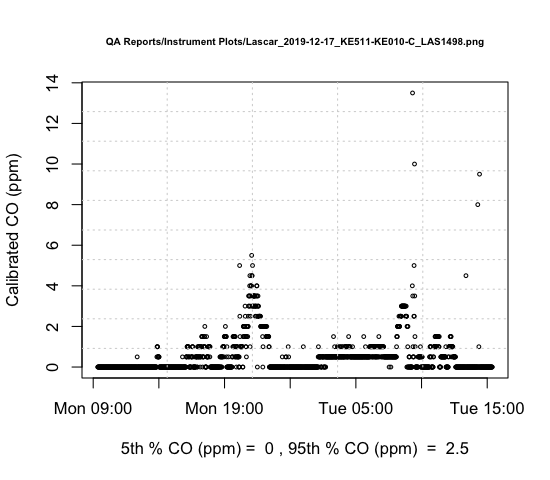 QA Reports/Instrument Plots/Lascar_2019-12-17_KE511-KE010-C_LAS1498.png
Calibrated CO (ppm)
14
12
10
8
6
4
2
0
Mon 09:00 Mon 19:00 Tue 05:00 Tue 15:00
5th % CO (ppm) = 0 , 95th % CO (ppm) = 2.5